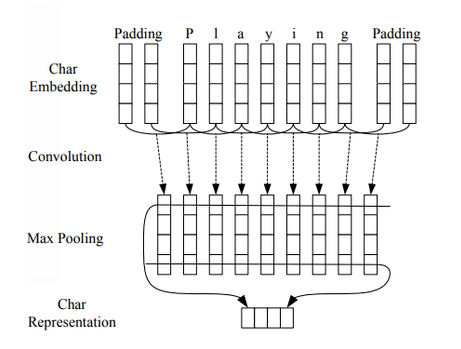 Padding P l a y i n g Padding
Char
Embedding
Convolution
Max Pooling
Char
Representation